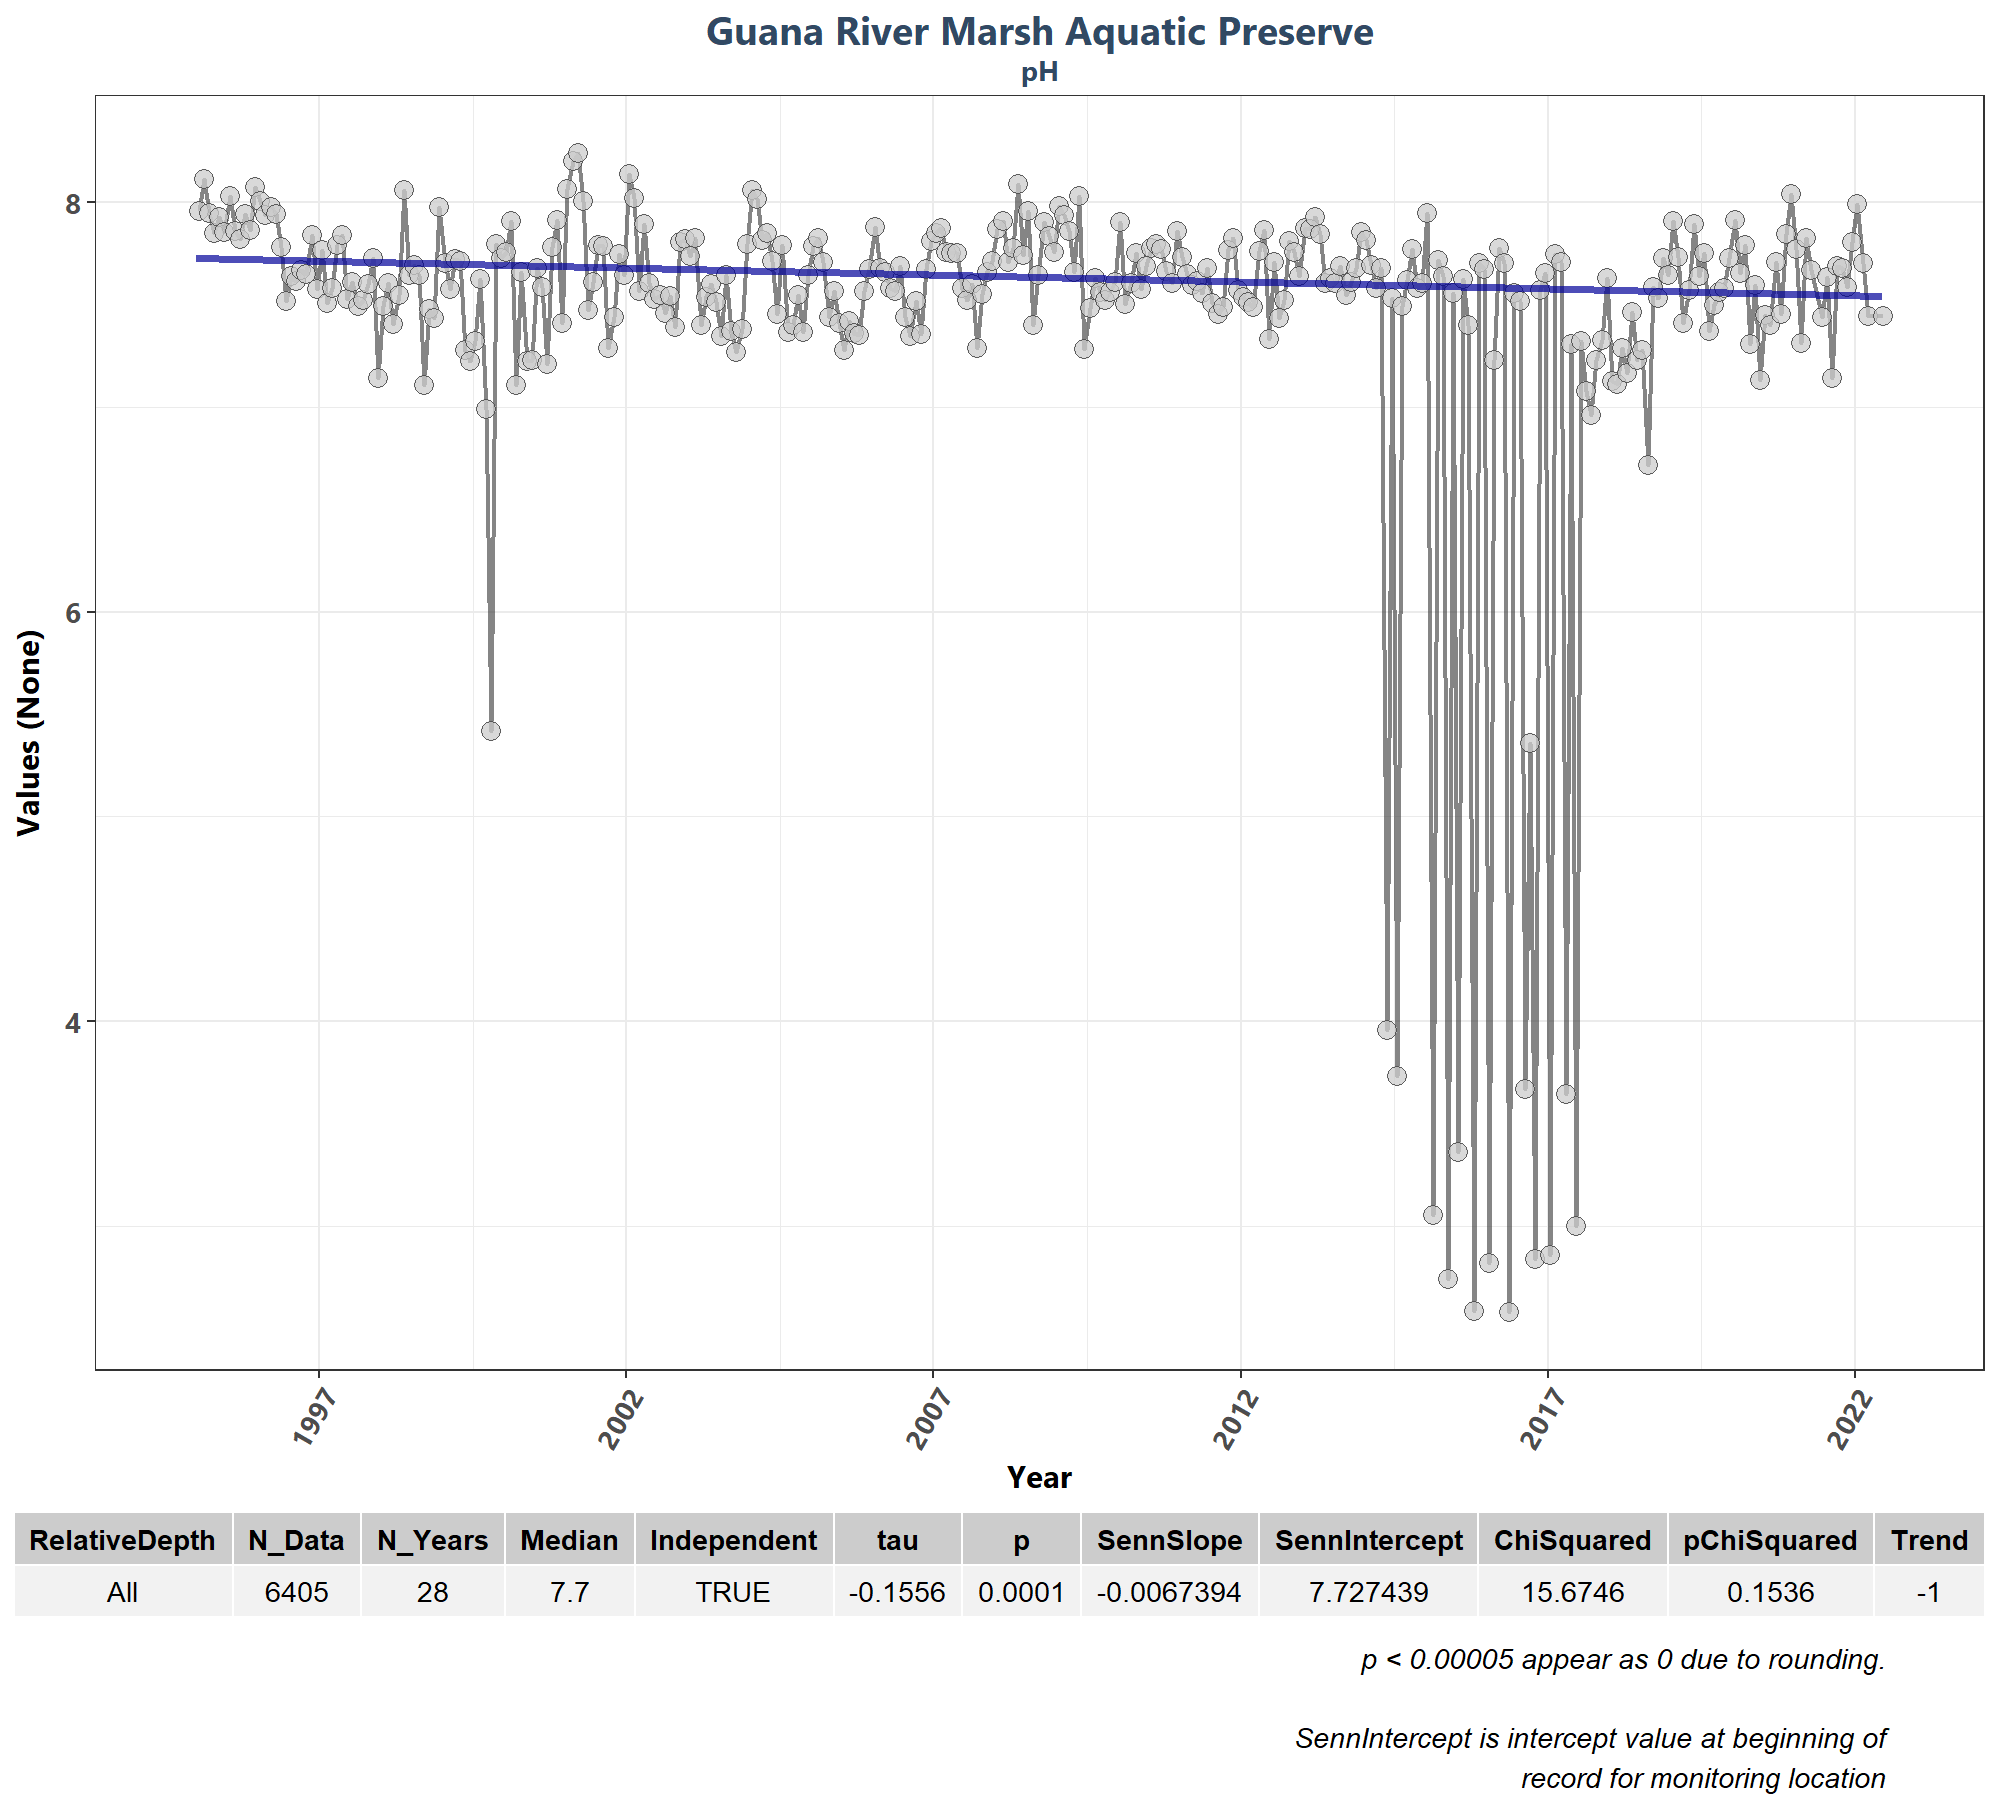 Guana River Marsh Aquatic Preserve
pH
8
6
4
Values (None)
1997 2002 2007 2012 2017 2022
Year
RelativeDepth N_Data N_Years Median Independent tau p SennSlope SennIntercept ChiSquared pChiSquared Trend
All 6405 28 7.7 TRUE -0.1556 0.0001 -0.0067394 7.727439 15.6746 0.1536 -1
p < 0.00005 appear as 0 due to rounding.
SennIntercept is intercept value at beginning of
record for monitoring location